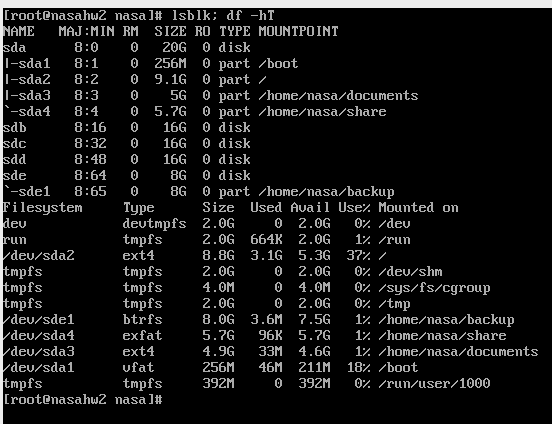 [root@nasahw2 nasa]# lsblk; df -hT
NAME   MAJ:MIN RM  SIZE RO TYPE MOUNTPOINT
sda      8:0    0   20G  0 disk
|-sda1   8:1    0  256M  0 part /boot
|-sda2   8:2    0  9.1G  0 part /
|-sda3   8:3    0    5G  0 part /home/nasa/documents
`-sda4   8:4    0  5.7G  0 part /home/nasa/share
sdb      8:16   0   16G  0 disk
sdc      8:32   0   16G  0 disk
sdd      8:48   0   16G  0 disk
sde      8:64   0    8G  0 disk
`-sde1   8:65   0    8G  0 part /home/nasa/backup
Filesystem     Type      Size  Used Avail Use% Mounted on
dev            devtmpfs  2.0G     0  2.0G   0% /dev
run            tmpfs     2.0G  664K  2.0G   1% /run
/dev/sda2      ext4      8.8G  3.1G  5.3G  37% /
tmpfs          tmpfs     2.0G     0  2.0G   0% /dev/shm
tmpfs          tmpfs     4.0M     0  4.0M   0% /sys/fs/cgroup
tmpfs          tmpfs     2.0G     0  2.0G   0% /tmp
/dev/sde1      btrfs     8.0G  3.6M  7.5G   1% /home/nasa/backup
/dev/sda4      exfat     5.7G   96K  5.7G   1% /home/nasa/share
/dev/sda3      ext4      4.9G   33M  4.6G   1% /home/nasa/documents
/dev/sda1      vfat      256M   46M  211M  18% /boot
tmpfs          tmpfs     392M     0  392M   0% /run/user/1000
[root@nasahw2 nasa]#